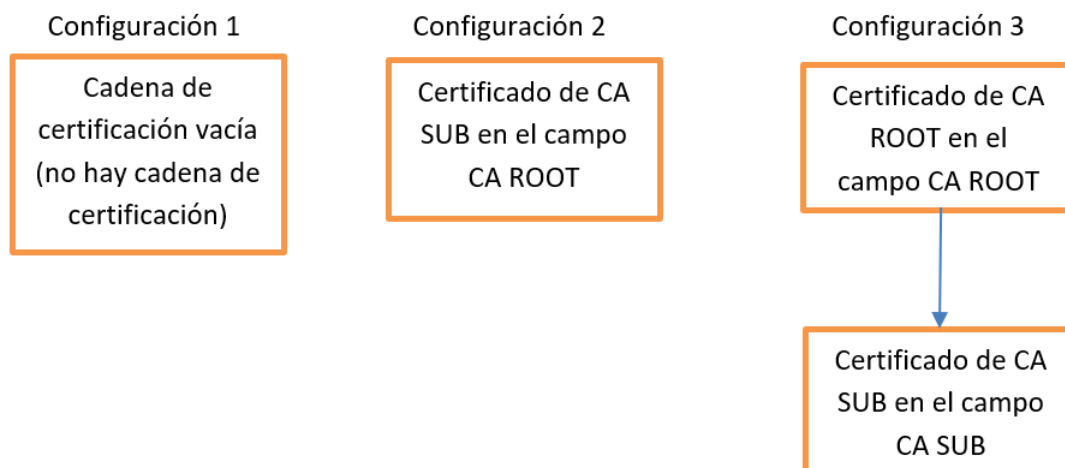 Configuración 1
Cadena de
certificación vacía
(no hay cadena de
certificación)
Configuración 2
Certificado de CA
SUB en el campo
CA ROOT
Configuración 3
Certificado de CA
ROOT en el
campo CA ROOT
Certificado de CA
SUB en el campo
CA SUB